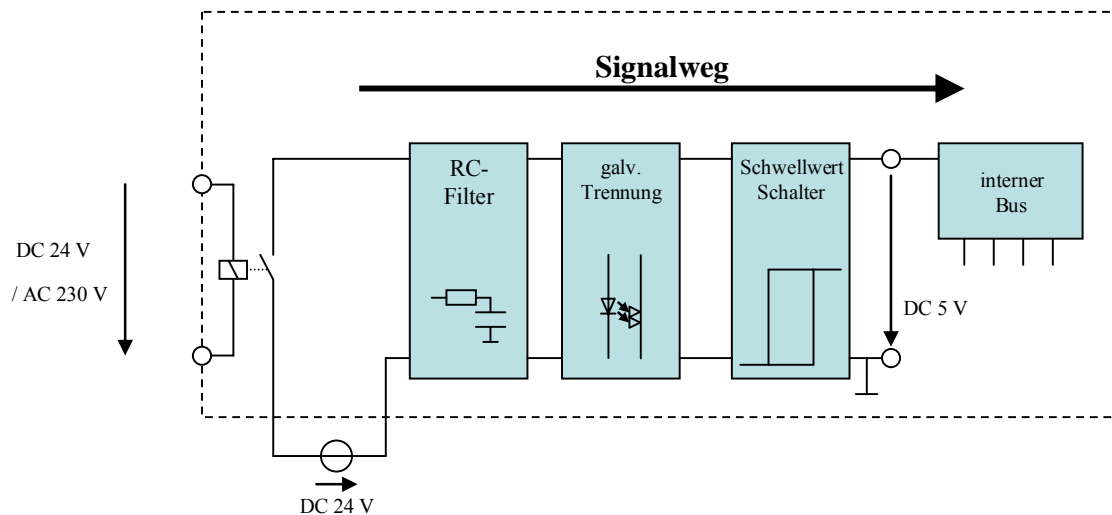 Signalweg
RC-
Filter
galv.
Trennung
Schwellwert
Schalter
interner
Bus
DC 24 V
/ AC 230 V
DC 5 V
DC 24 V